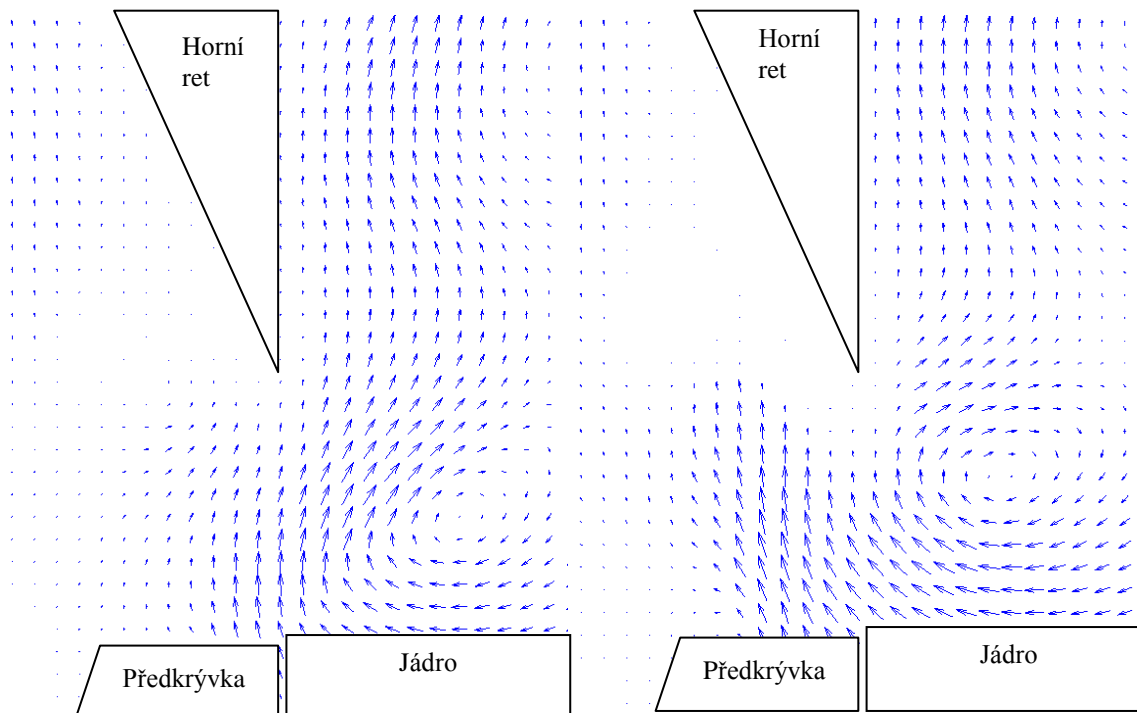 Horní
ret
Předkrývka
Jádro
Horní
ret
Předkrývka
Jádro